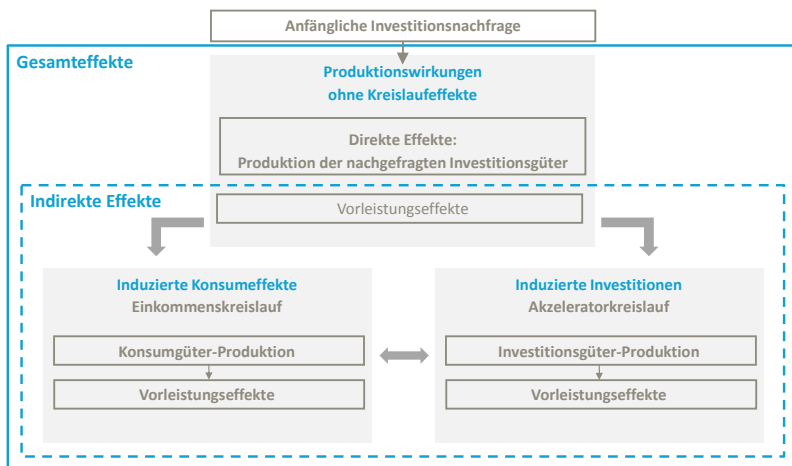 Anfängliche Investitionsnachfrage
Gesamteffekte
Produktionswirkungen
ohne Kreislaufeffekte
Direkte Effekte:
Produktion der nachgefragten Investitionsgüter
Indirekte Effekte
Vorleistungseffekte
Induzierte Konsumeffekte
Einkommenskreislauf
Konsumgüter-Produktion
Vorleistungseffekte
Induzierte Investitionen
Akzeleratorkreislauf
Investitionsgüter-Produktion
Vorleistungseffekte